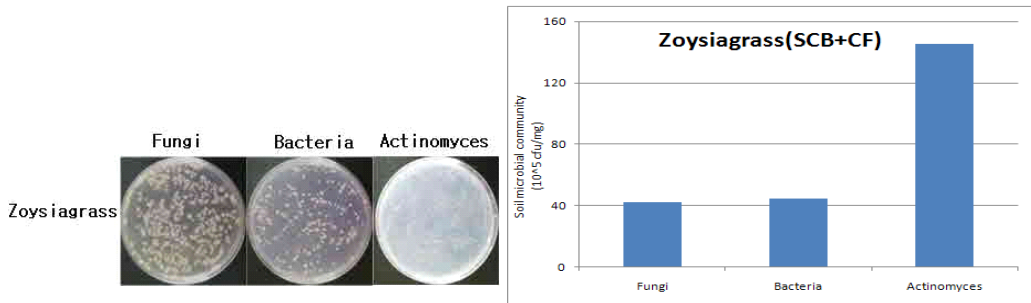 Fungi Bacteria Actinomyces
Zoysiagrass
Zoysiagrass(SCB+CF)
Soil microbial community
(10^5 cfu/mg)
160
120
80
40
0
Fungi Bacteria Actinomyces